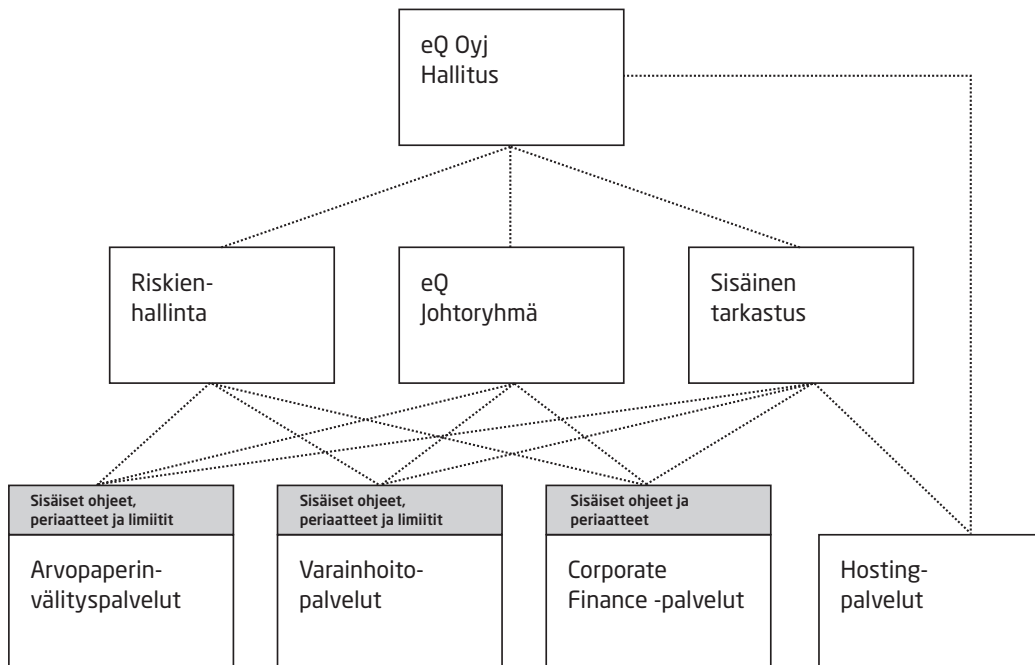 eQ Oyj
Hallitus
Riskien-
hallinta
eQ
Johtoryhmä
Sisäinen
tarkastus
Sisäiset ohjeet,
periaatteet ja limiitit
Sisäiset ohjeet,
periaatteet ja limiitit
Sisäiset ohjeet ja
periaatteet
Arvopaperin-
välityspalvelut
Varainhoito-
palvelut
Corporate
Finance -palvelut
Hosting-
palvelut